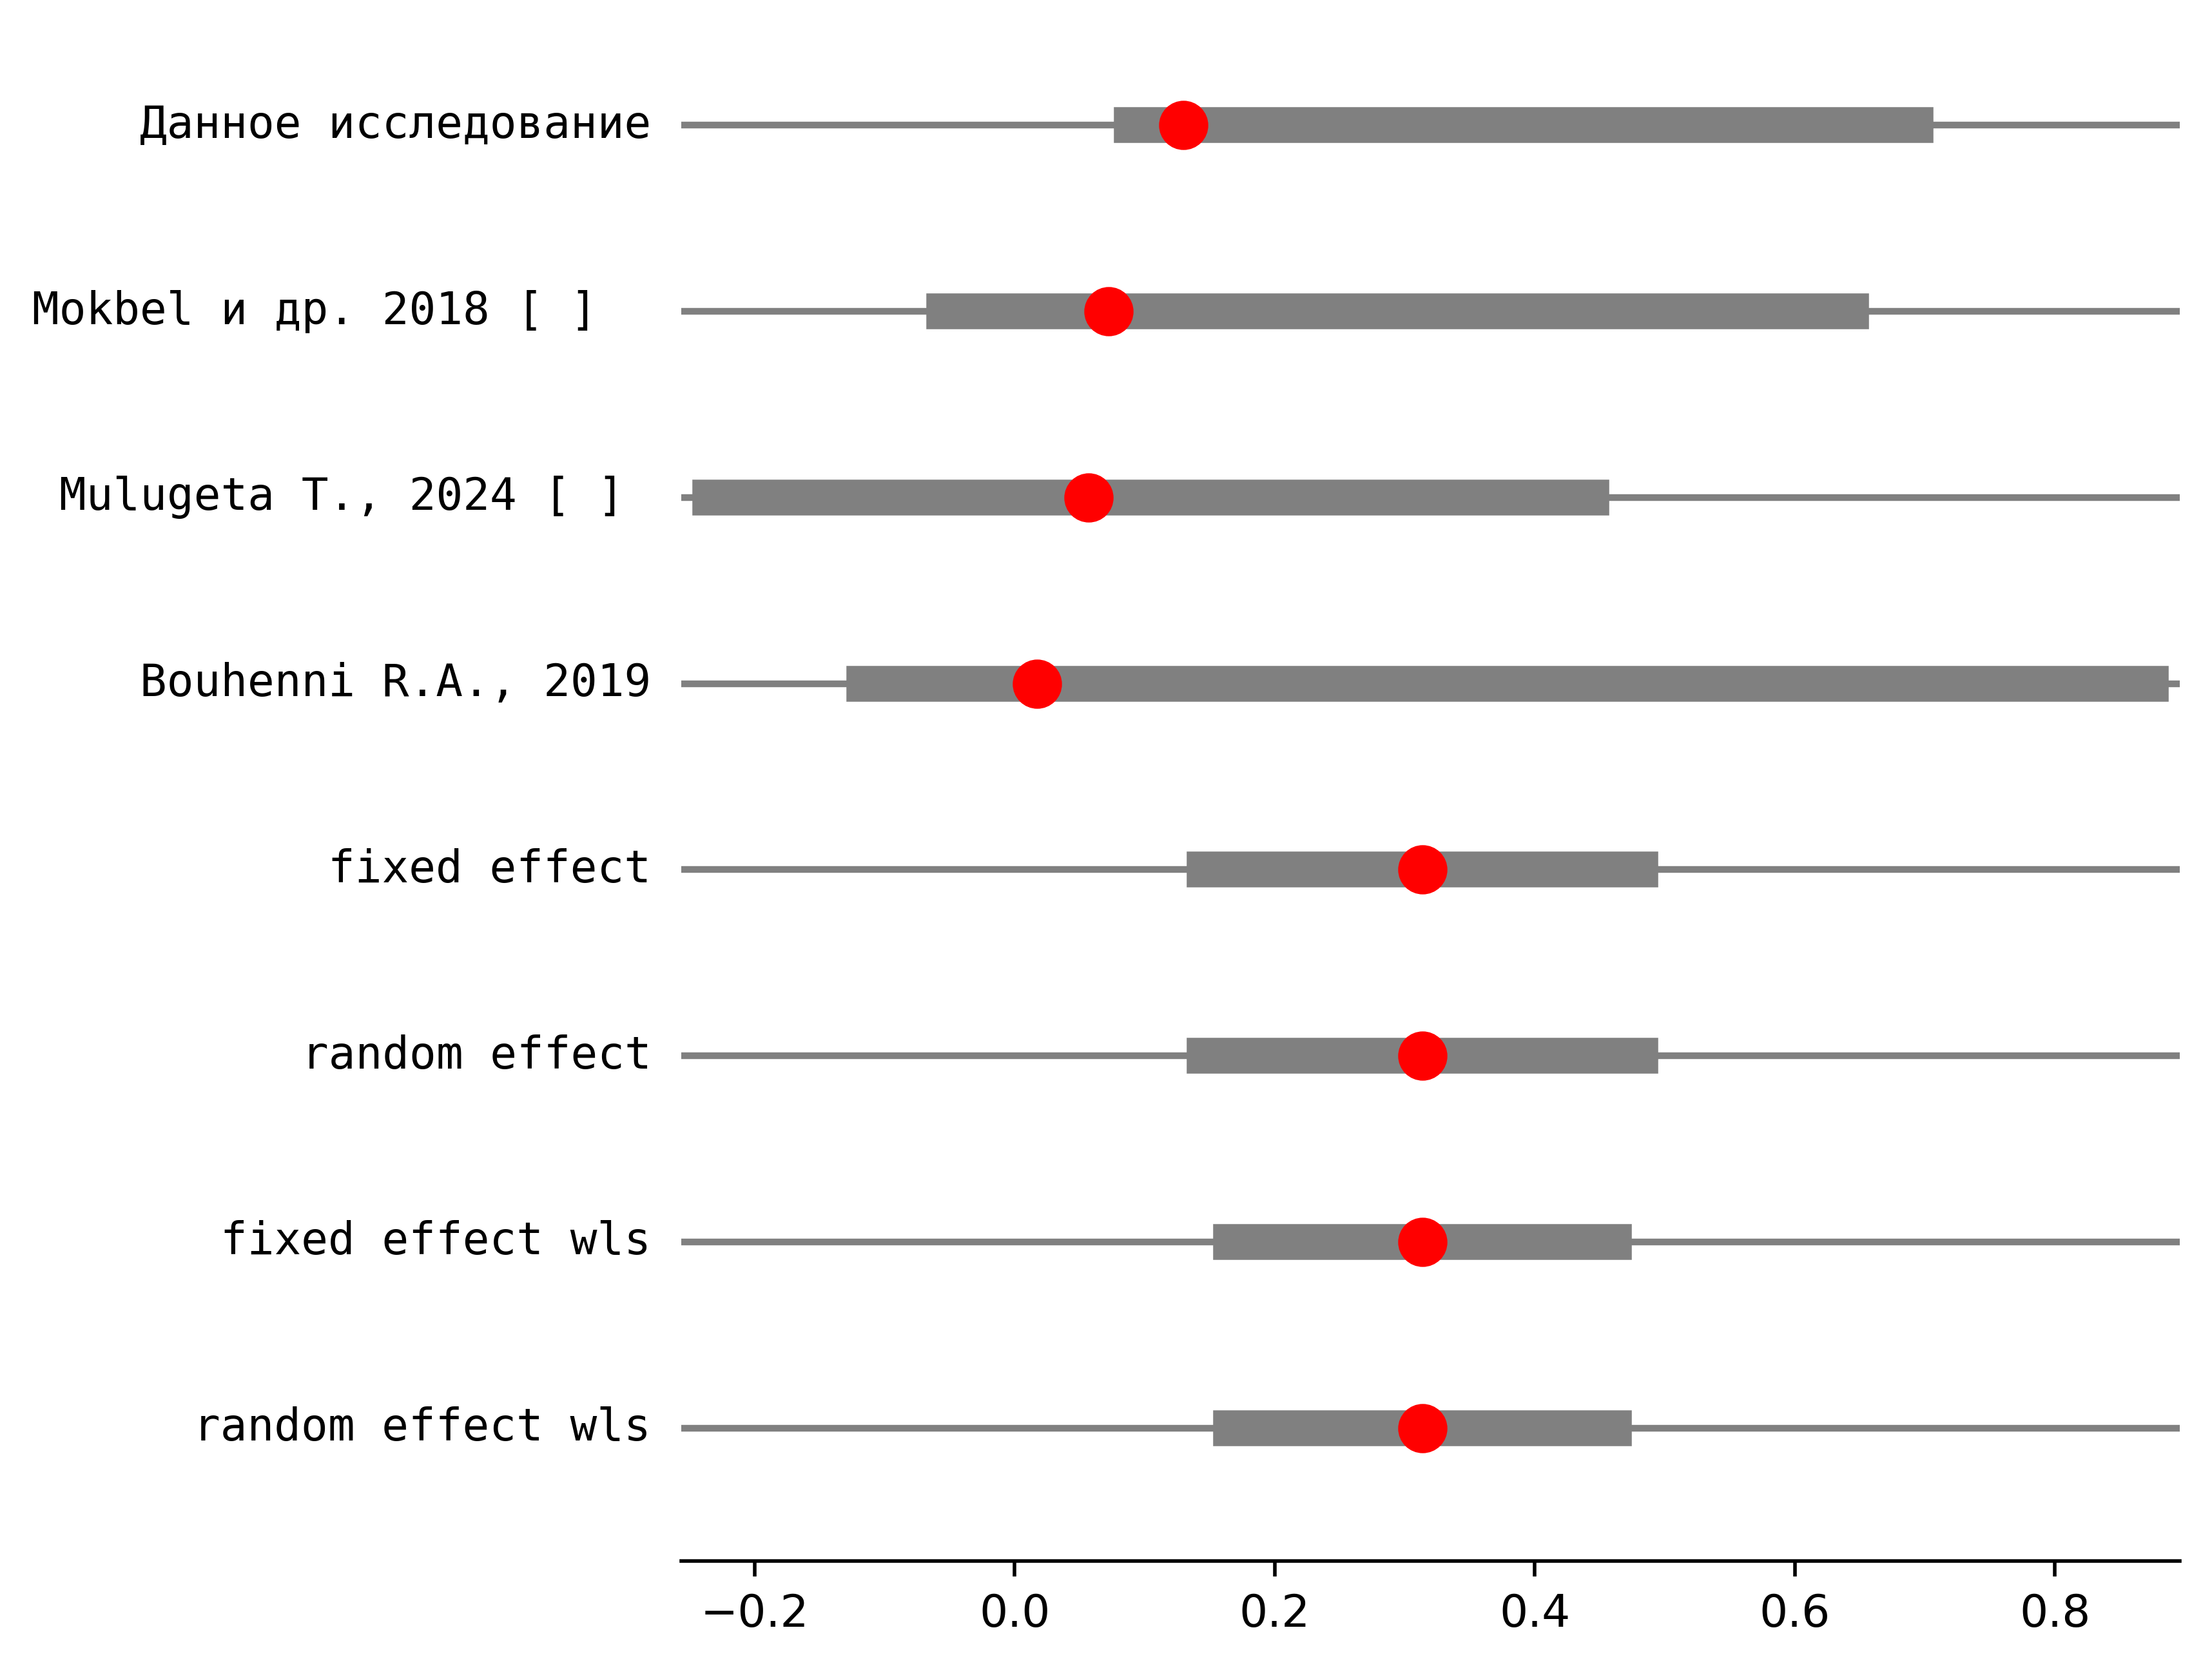 Данное исследование
Mokbel и др. 2018 [ ]
Mulugeta T., 2024 [ ]
Bouhenni R.A., 2019
fixed effect
random effect
fixed effect wls
random effect wls
−0.2 0.0 0.2 0.4 0.6 0.8